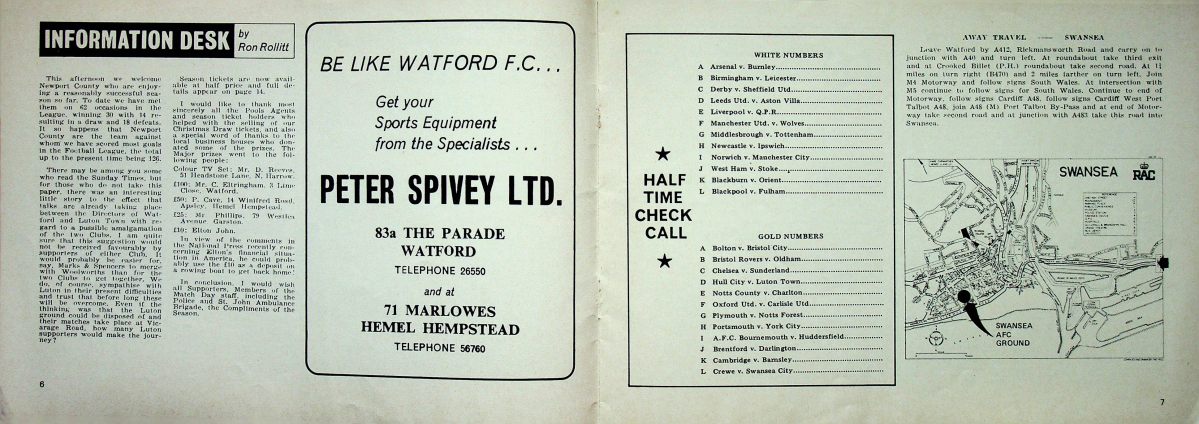 INFORMATION DESK by
Ron Rollitt
This afternoon we welcome
Newport County who are enjoy-
ing a reasonably successful sea-
son so far. To date we have met
them on 62 occasions in the
League, winning 30 with 14 re-
sulting in a draw and 18 defeats.
It so happens that Newport
County are the team against
whom we have scored most goals
in the Football League, the total
up to the present time being 126.
There may be among you some
who read the Sunday Times, but
for those who do not take this
paper, there was an interesting
little story to the effect that
talks are already taking place
between the Directors of Wat-
ford and Luton Town with re-
gard to a possible amalgamation
of the two Clubs. I am quite
sure that this suggestion would
not be received favourably by
supporters of either Club. It
would probably be easier for,
say, Marks & Spencers to merge
with Woolworths than for the
two Clubs to get together. We
do, of course, sympathise with
Luton in their present difficulties
and trust that before long these
will be overcome. Even if the
thinking was that the Luton
ground could be disposed of and
their matches take place at Vic-
arage Road, how many Luton
supporters would make the jour-
ney?
6
Season tickets are now avail-
able at half price and full de-
tails appear on page 14.
I would like to thank most
sincerely all the Pools Agents
and season ticket holders who
helped with the selling of our
Christmas Draw tickets, and also
a special word of thanks to the
local business houses who don-
ated some of the prizes. The
Major prizes went to the fol-
lowing people:
Colour TV Set: Mr. D. Reeves,
51 Headstone Lane, N. Harrow.
£100: Mr. C. Eltringham, 3 Lime
Close, Watford.
£50: P. Cave, 14 Winifred Road,
Apsley, Hemel Hempstead.
£25: Mr Phillips, 79 Westlea
Avenue Garston.
£10: Elton John.
In view of the comments in
the National Press recently con-
cerning Elton's financial situa-
tion in America, he could prob-
ably use the £10 as a deposit on
a rowing boat to get back home!
In conclusion, I would wish
all Supporters, Members of the
Match Day staff, including the
Police and St. John Ambulance
Brigade, the Compliments of the
Season.
BE LIKE WATFORD F.C...
Get your
Sports Equipment
from the Specialists . . .
PETER SPIVEY LTD.
83a THE PARADE
WATFORD
TELEPHONE 26550
and at
71 MARLOWES
HEMEL HEMPSTEAD
TELEPHONE 56760
HALF
TIME
CHECK
CALL
WHITE NUMBERS
A Arsenal v. Burnley
B Birmingham v. Leicester
C Derby v. Sheffield Utd
D Leeds Utd. v. Aston Villa
E Liverpool v. Q.P.R.
F Manchester Utd. v. Wolves
G Middlesbrough v. Tottenham
H Newcastle v. Ipswich
I Norwich v. Manchester City
J West Ham v. Stoke
K Blackburn v. Orient
L Blackpool v. Fulham
GOLD NUMBERS
A Bolton v. Bristol City
B Bristol Rovers v. Oldham
C Chelsea v. Sunderland
D Hull City v. Luton Town
E Notts County v. Charlton
F Oxford Utd. v. Carlisle Utd.
G Plymouth v. Notts Forest
H Portsmouth v. York City
I A.F.C. Bournemouth v. Huddersfield
J Brentford v. Darlington
K Cambridge v. Barnsley
L Crewe v. Swansea City
AWAY TRAVEL — SWANSEA
Leave Watford by A412, Rickmansworth Road and carry on to
junction with A40 and turn left. At roundabout take third exit
and at Crooked Billet (P.H.) roundabout take second road. At 1¼
miles on turn right (B470) and 2 miles farther on turn left. Join
M4 Motorway and follow signs South Wales. At intersection with
M5 continue to follow signs for South Wales. Continue to end of
Motorway, follow signs Cardiff A48, follow signs Cardiff West Port
Talbot A48, join A48 (M) Port Talbot By-Pass and at end of Motor-
way take second road and at junction with A483 take this road into
Swansea.
SWANSEA
RAC
SWANSEA
AFC
GROUND
7